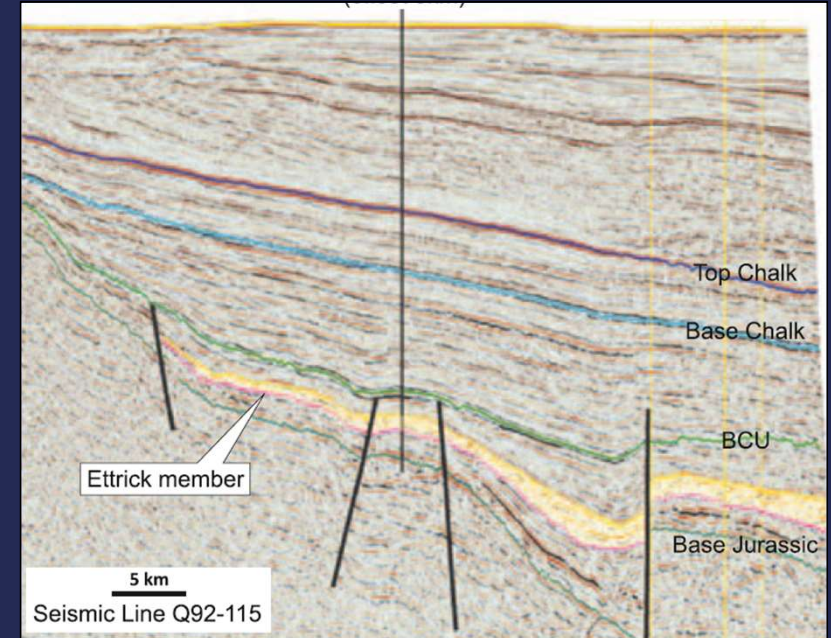 Top Chalk
Base Chalk
BCU
Ettrick member
Base Jurassic
5 km
Seismic Line Q92-115